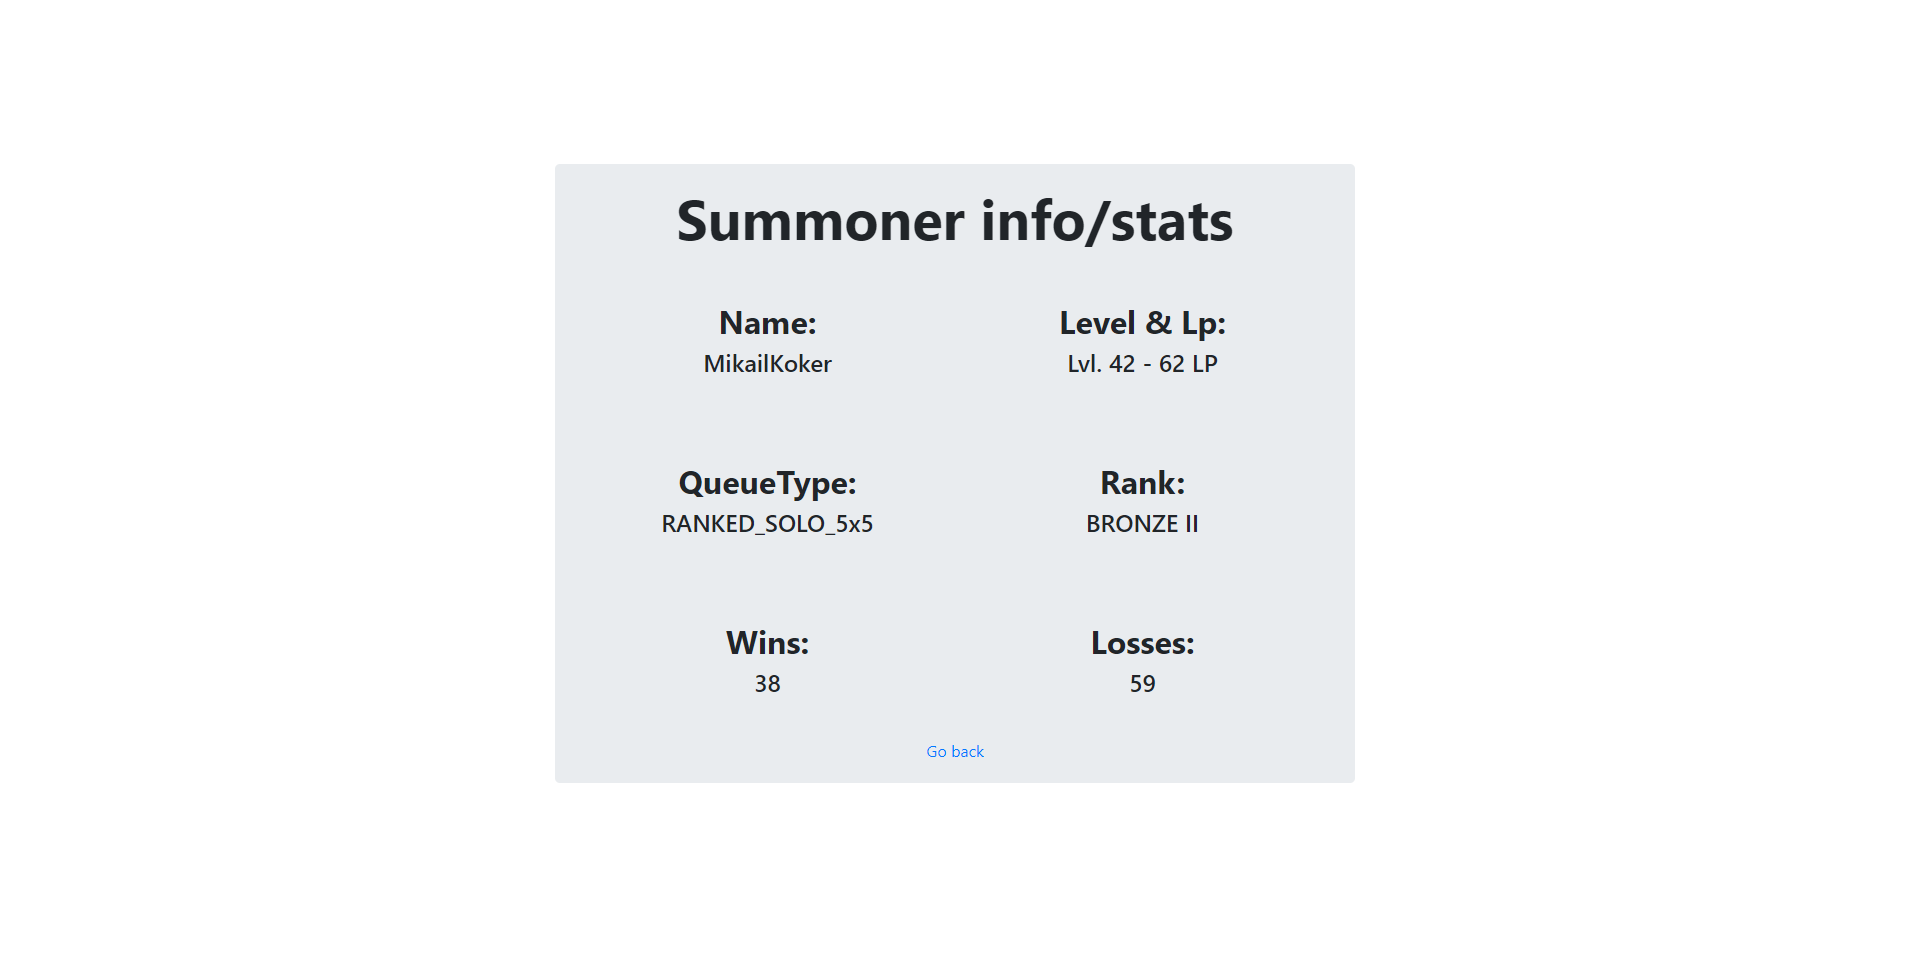 Summoner info/stats
Name:
MikailKoker
Level & Lp:
Lvl. 42 - 62 LP
QueueType:
RANKED_SOLO_5x5
Rank:
BRONZE II
Wins:
38
Losses:
59
Go back